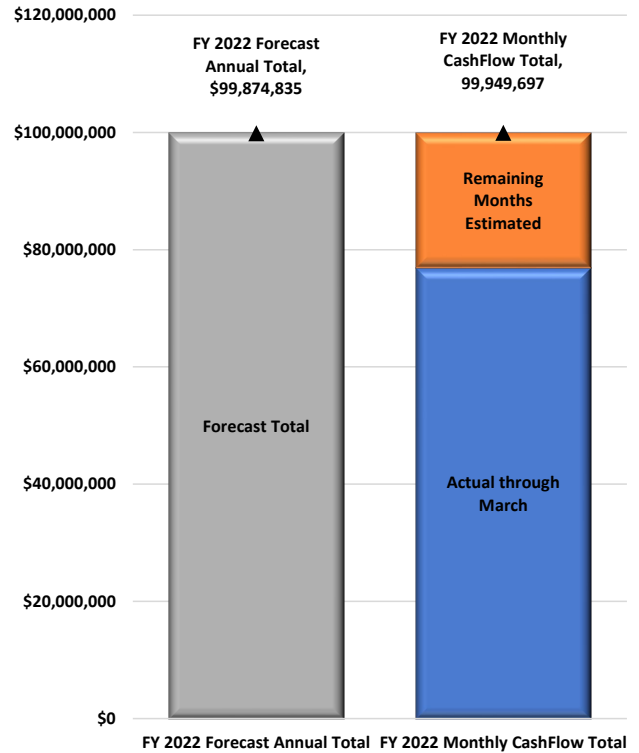 $120,000,000
FY 2022 Forecast
Annual Total,
$99,874,835
FY 2022 Monthly
CashFlow Total,
99,949,697
$100,000,000
Remaining
Months
Estimated
$80,000,000
$60,000,000
Forecast Total
$40,000,000
Actual through
March
$20,000,000
$0
FY 2022 Forecast Annual Total
FY 2022 Monthly CashFlow Total